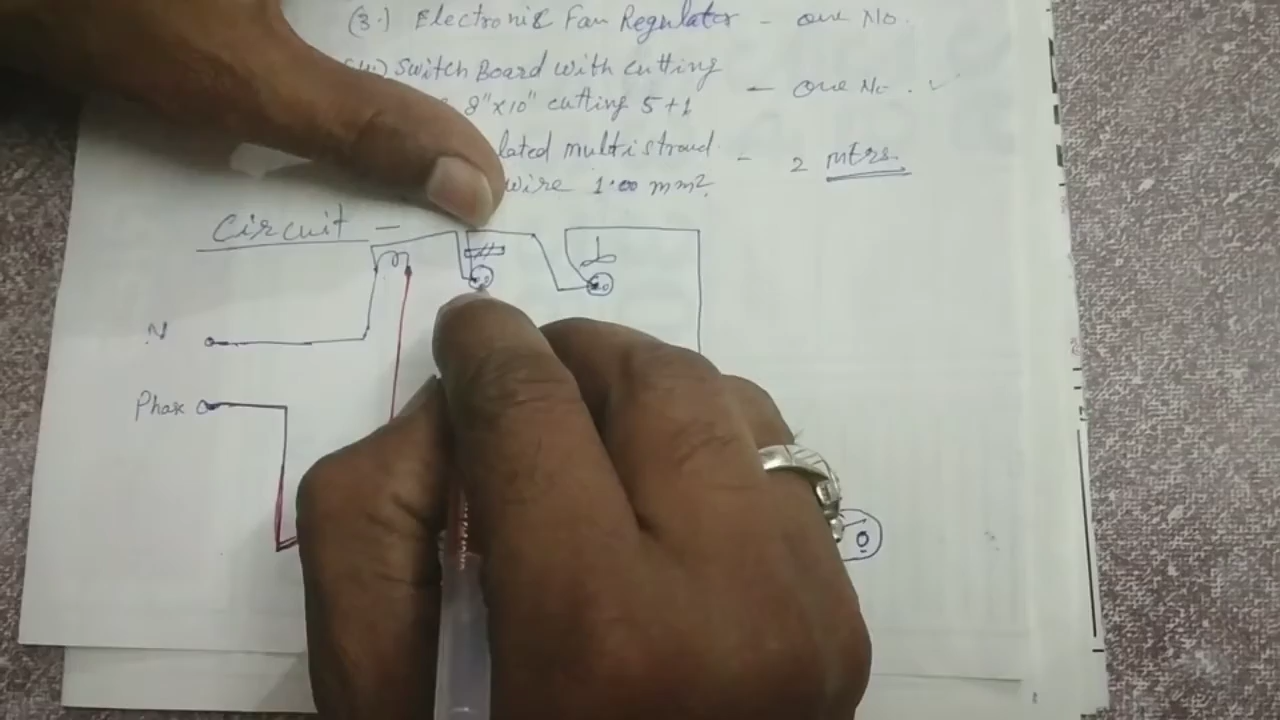 (3.) Electronic Fan Regulator - one No.
Switch Board with cutting
8"x10" cutting 5+1 - one No.
lated multistrand - 2 mtrs.
wire 1.00 mm².
Circuit -
N
Phase